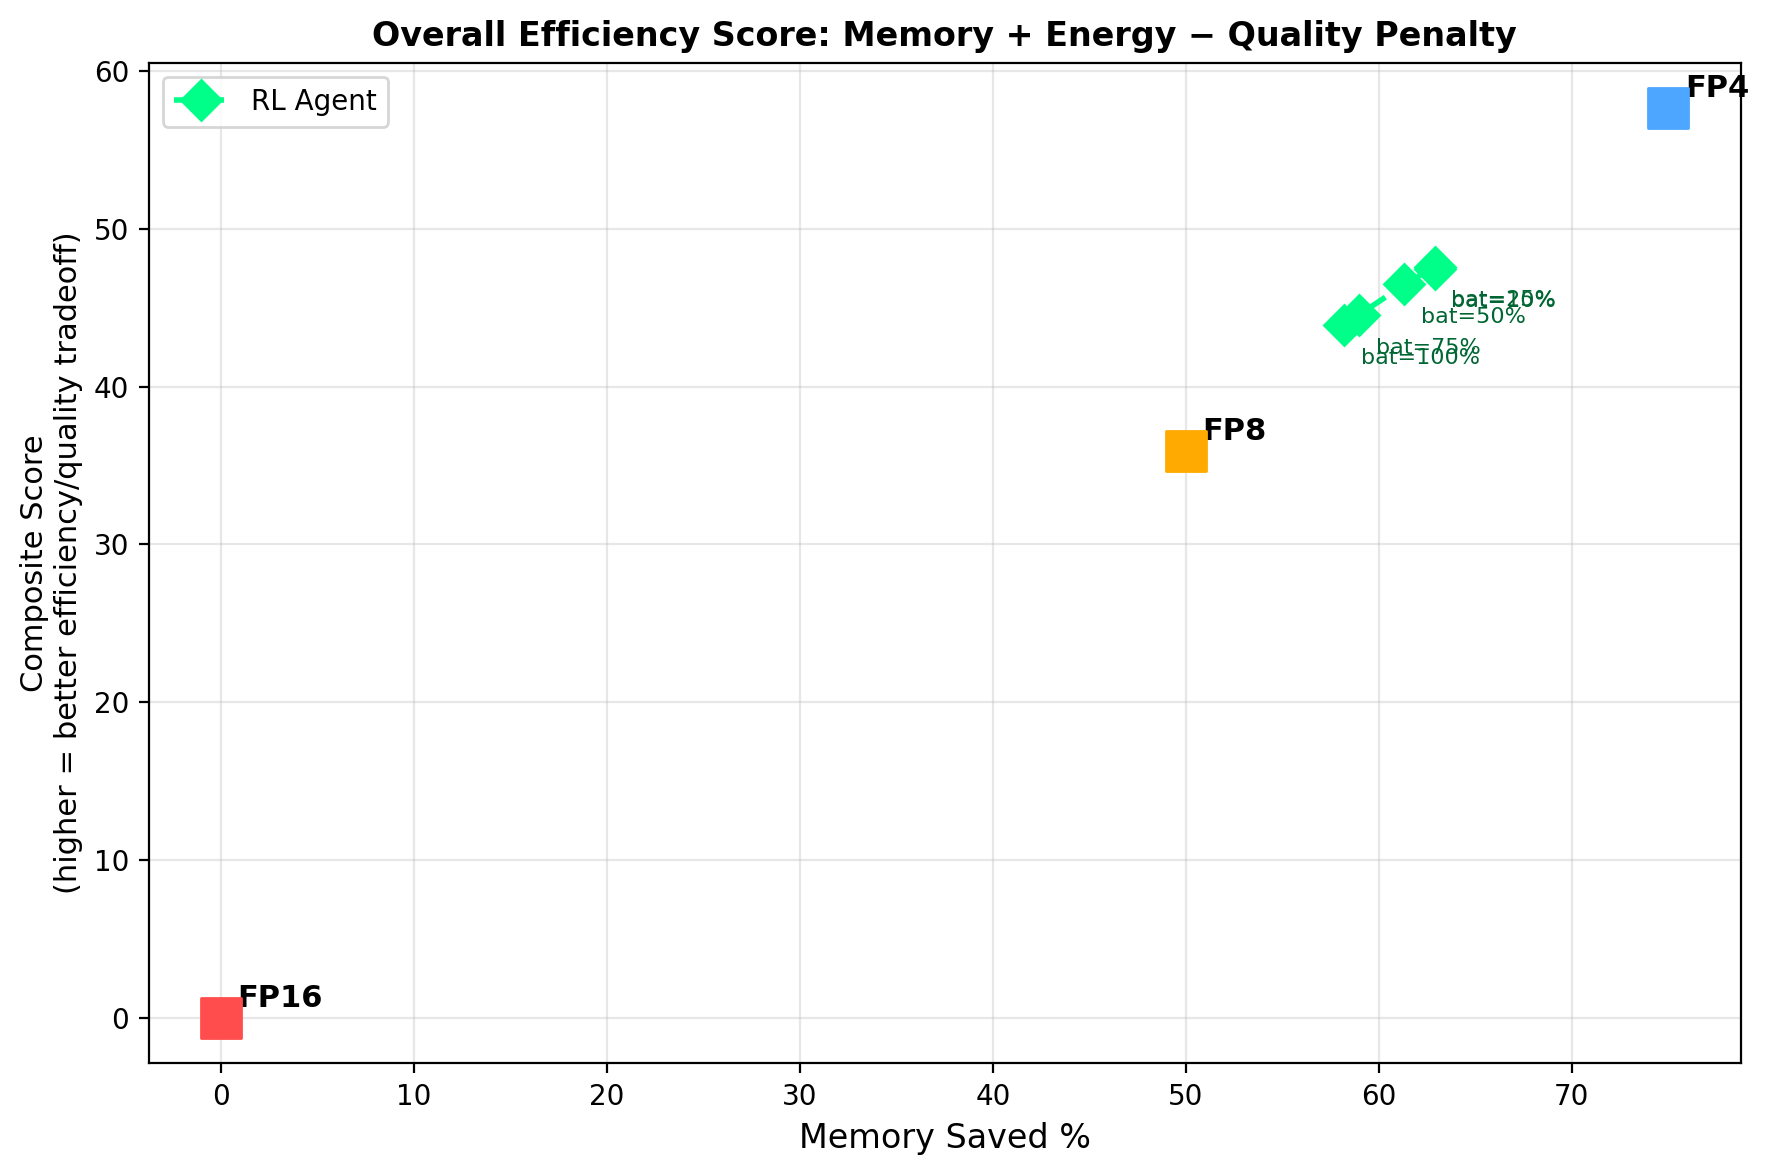 Overall Efficiency Score: Memory + Energy − Quality Penalty
RL Agent
FP4
bat=50%
bat=75%
bat=100%
FP8
FP16
Composite Score
(higher = better efficiency/quality tradeoff)
60
50
40
30
20
10
0
0 10 20 30 40 50 60 70
Memory Saved %